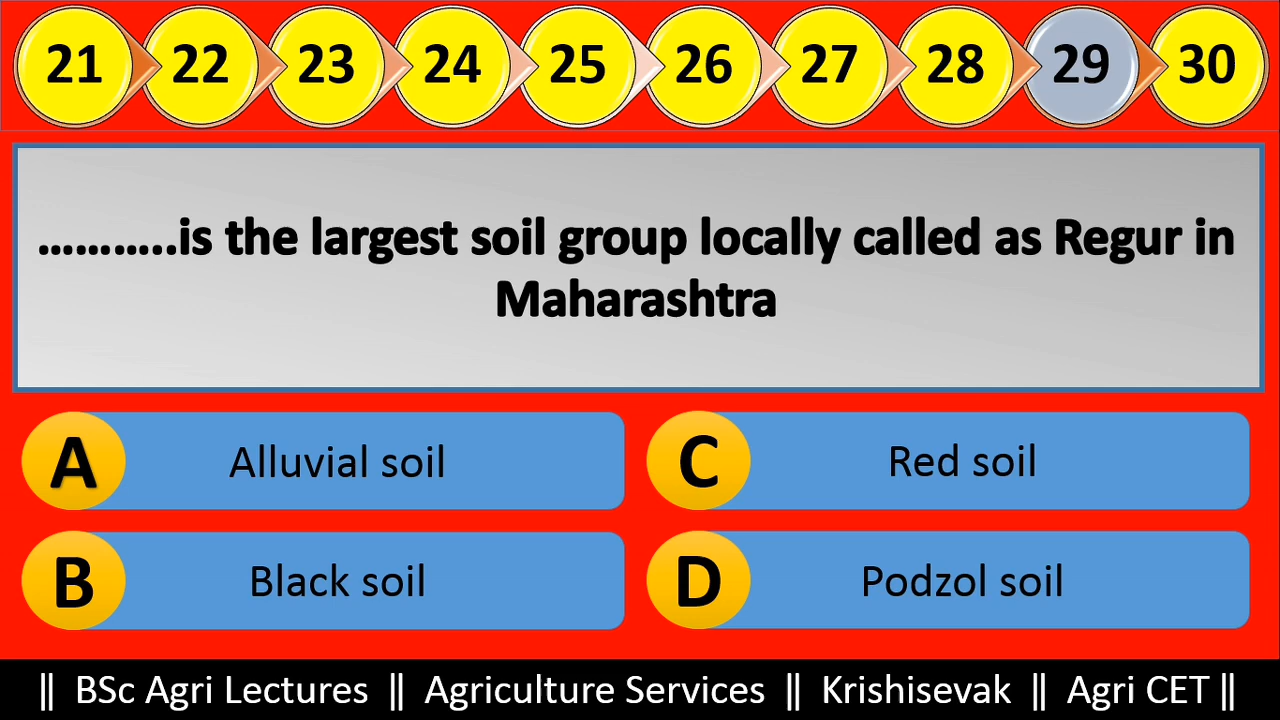 21 22 23 24 25 26 27 28 29 30
………..is the largest soil group locally called as Regur in
Maharashtra
A Alluvial soil
C Red soil
B Black soil
D Podzol soil
|| BSc Agri Lectures || Agriculture Services || Krishisevak || Agri CET ||